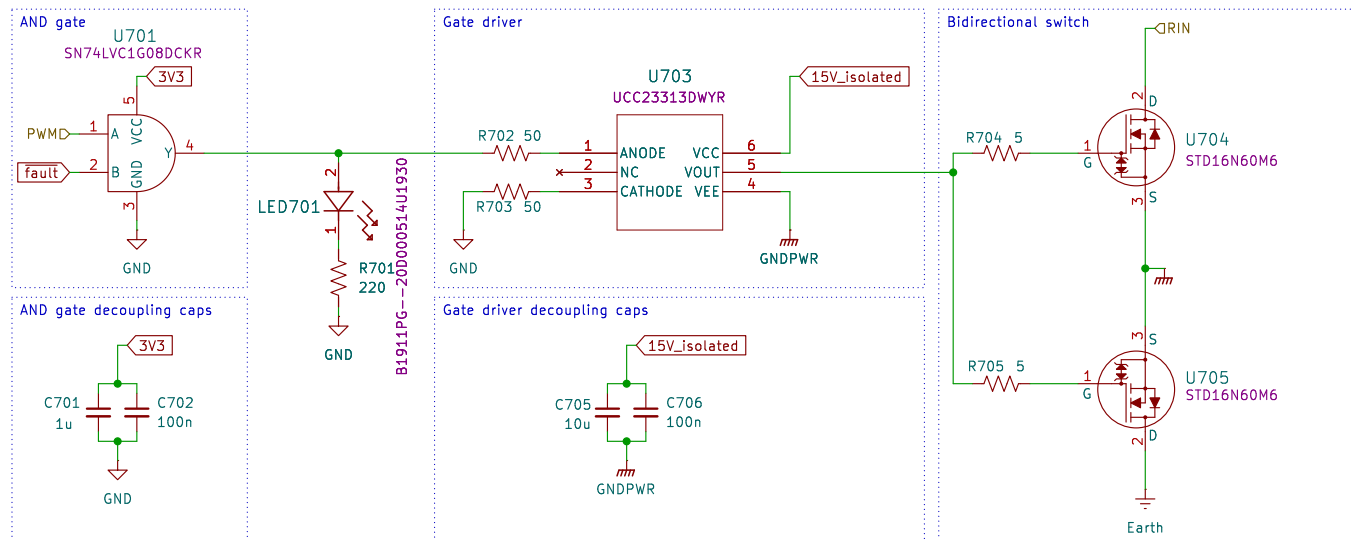 AND gate
U701
SN74LVC1G08DCKR
3V3
5
PWM
1
A
VCC
Y
4
fault
2
B
GND
3
GND
2
LED701
1
B1911PG--20D000514U1930
R701
220
GND
Gate driver
U703
UCC23313DWYR
15V_isolated
R702 50
1
ANODE
VCC
6
2
NC
VOUT
5
3
CATHODE
VEE
4
R703 50
GND
GNDPWR
Bidirectional switch
RIN
2
D
R704 5
1
G
U704
STD16N60M6
3
S
3
S
R705 5
1
G
U705
STD16N60M6
2
D
Earth
AND gate decoupling caps
3V3
C701
1u
C702
100n
GND
Gate driver decoupling caps
15V_isolated
C705
10u
C706
100n
GNDPWR